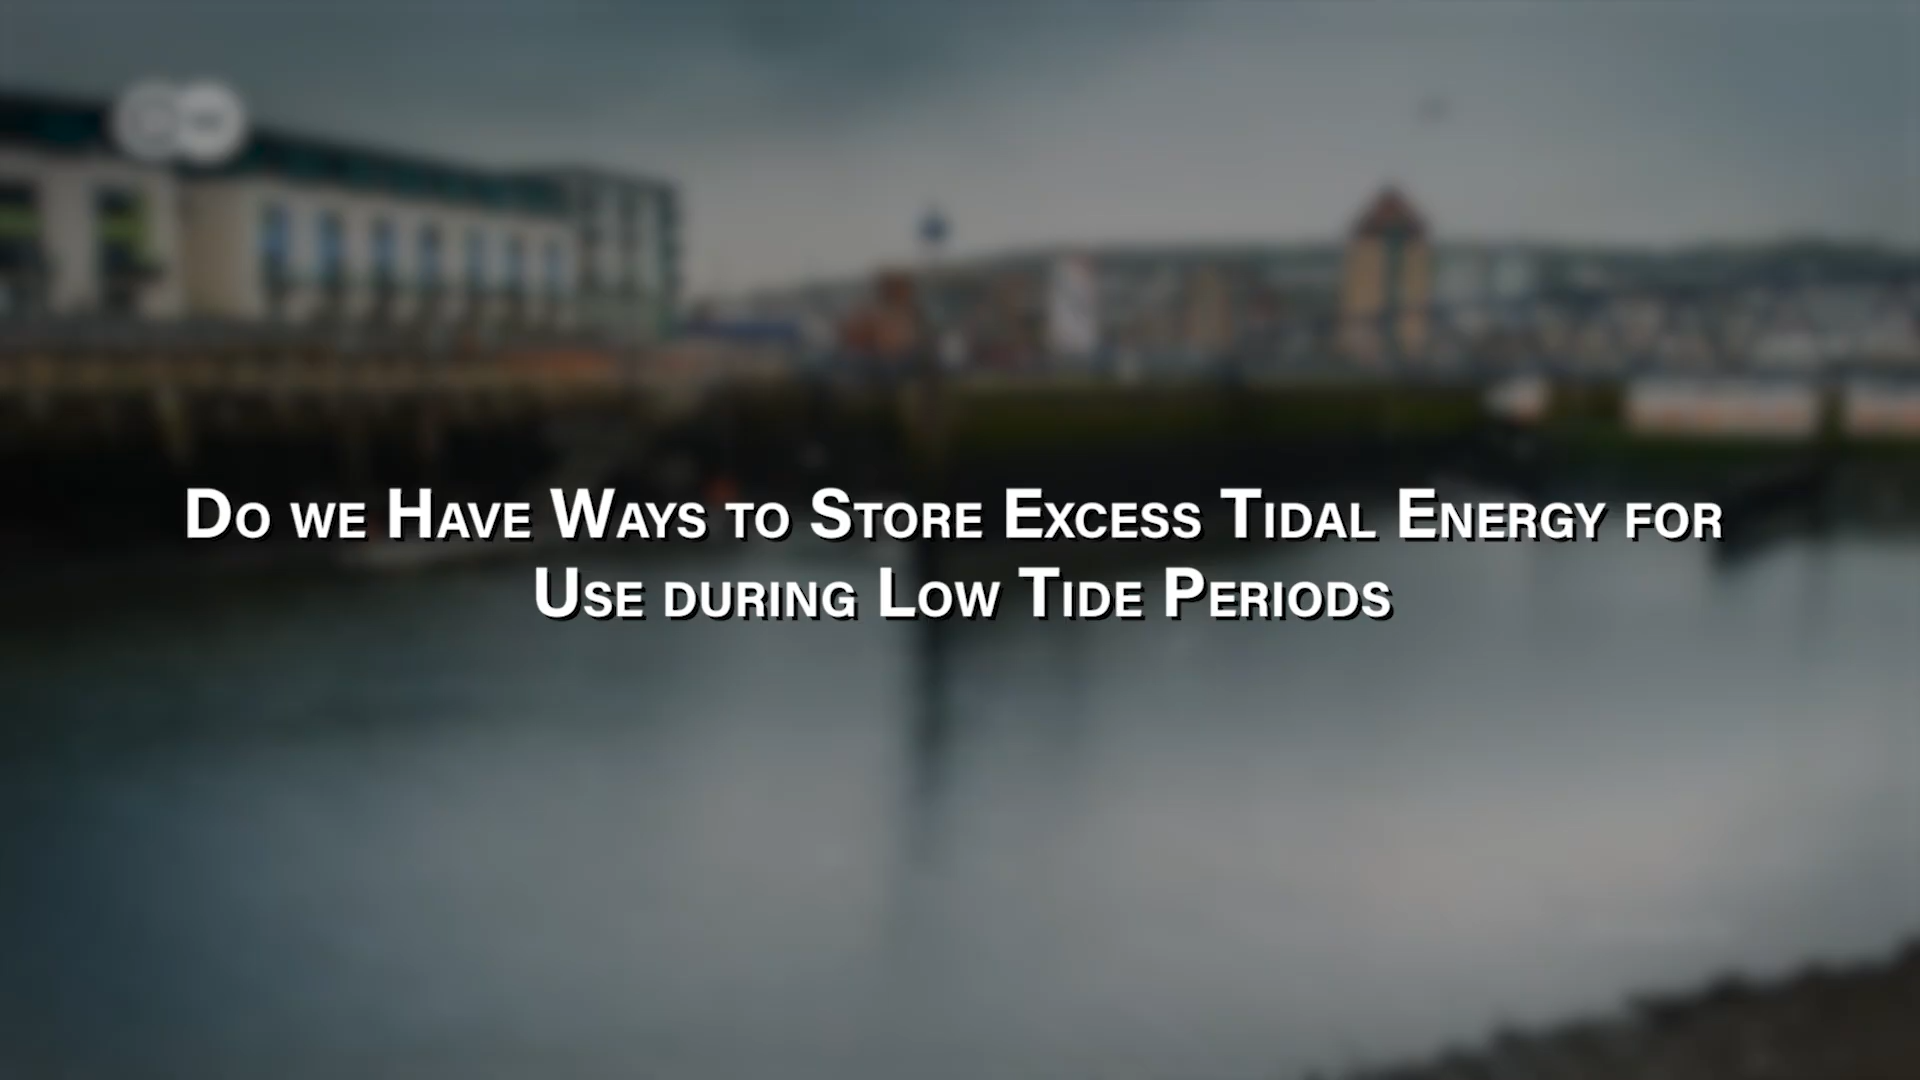 Do we Have Ways to Store Excess Tidal Energy for
Use during Low Tide Periods